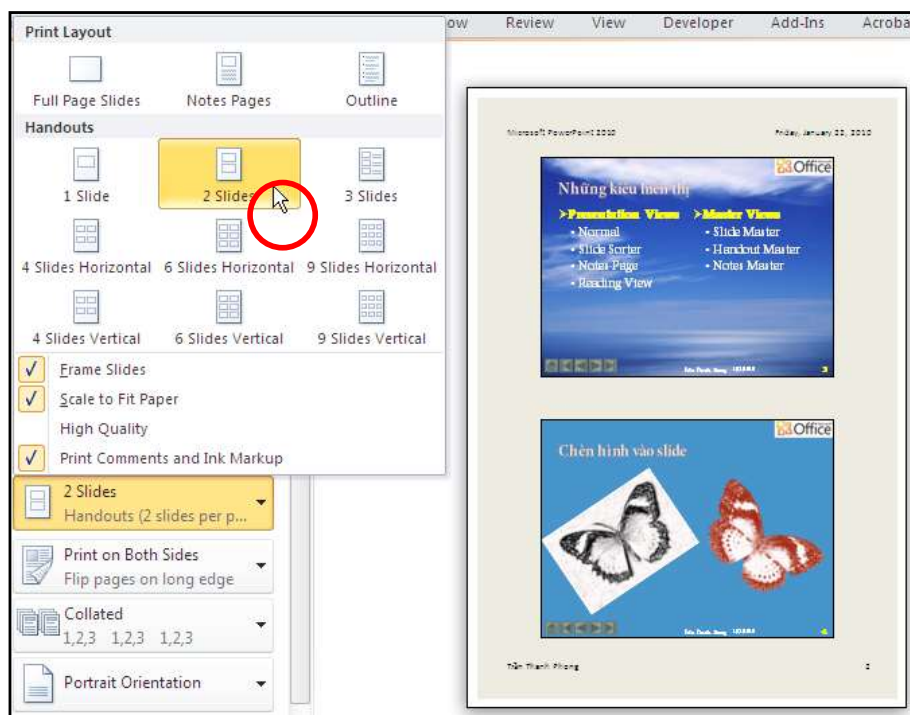 Print Layout
Full Page Slides Notes Pages Outline
Handouts
1 Slide 2 Slides 3 Slides
4 Slides Horizontal 6 Slides Horizontal 9 Slides Horizontal
4 Slides Vertical 6 Slides Vertical 9 Slides Vertical
Frame Slides
Scale to Fit Paper
High Quality
Print Comments and Ink Markup
2 Slides
Handouts (2 slides per p...
Print on Both Sides
Flip pages on long edge
Collated
1,2,3 1,2,3 1,2,3
Portrait Orientation
ow Review View Developer Add-Ins Acroba
Microsoft PowerPoint 2010 Friday, January 22, 2010
Office
Những kiểu hiển thị
➢Presentation Views ➢Master Views
• Normal • Slide Master
• Slide Sorter • Handout Master
• Notes Page • Notes Master
• Reading View
3
Office
Chèn hình vào slide
4
Trần Thanh Phong 2